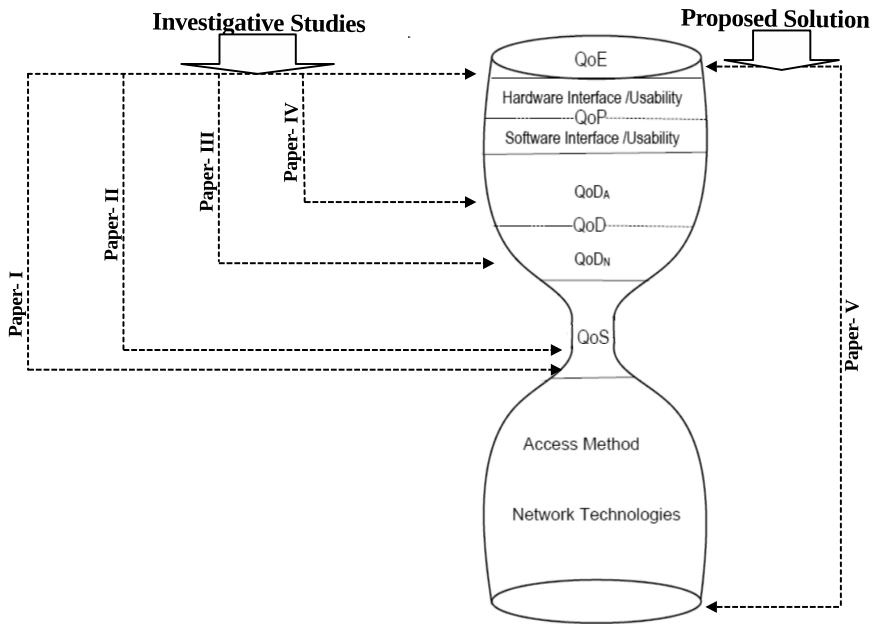 Investigative Studies
Proposed Solution
QoE
Hardware Interface /Usability
QoP
Software Interface /Usability
QoDA
QoD
QoDN
QoS
Access Method
Network Technologies
Paper- I
Paper- II
Paper- III
Paper- IV
Paper- V